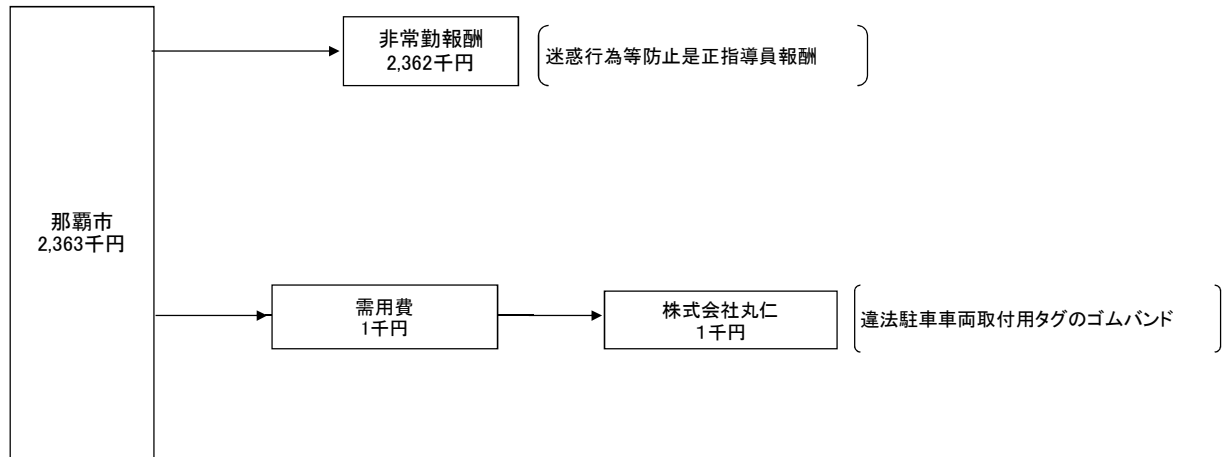 非常勤報酬
2,362千円
迷惑行為等防止是正指導員報酬
那覇市
2,363千円
需用費
1千円
株式会社丸仁
1千円
違法駐車車両取付用タグのゴムバンド